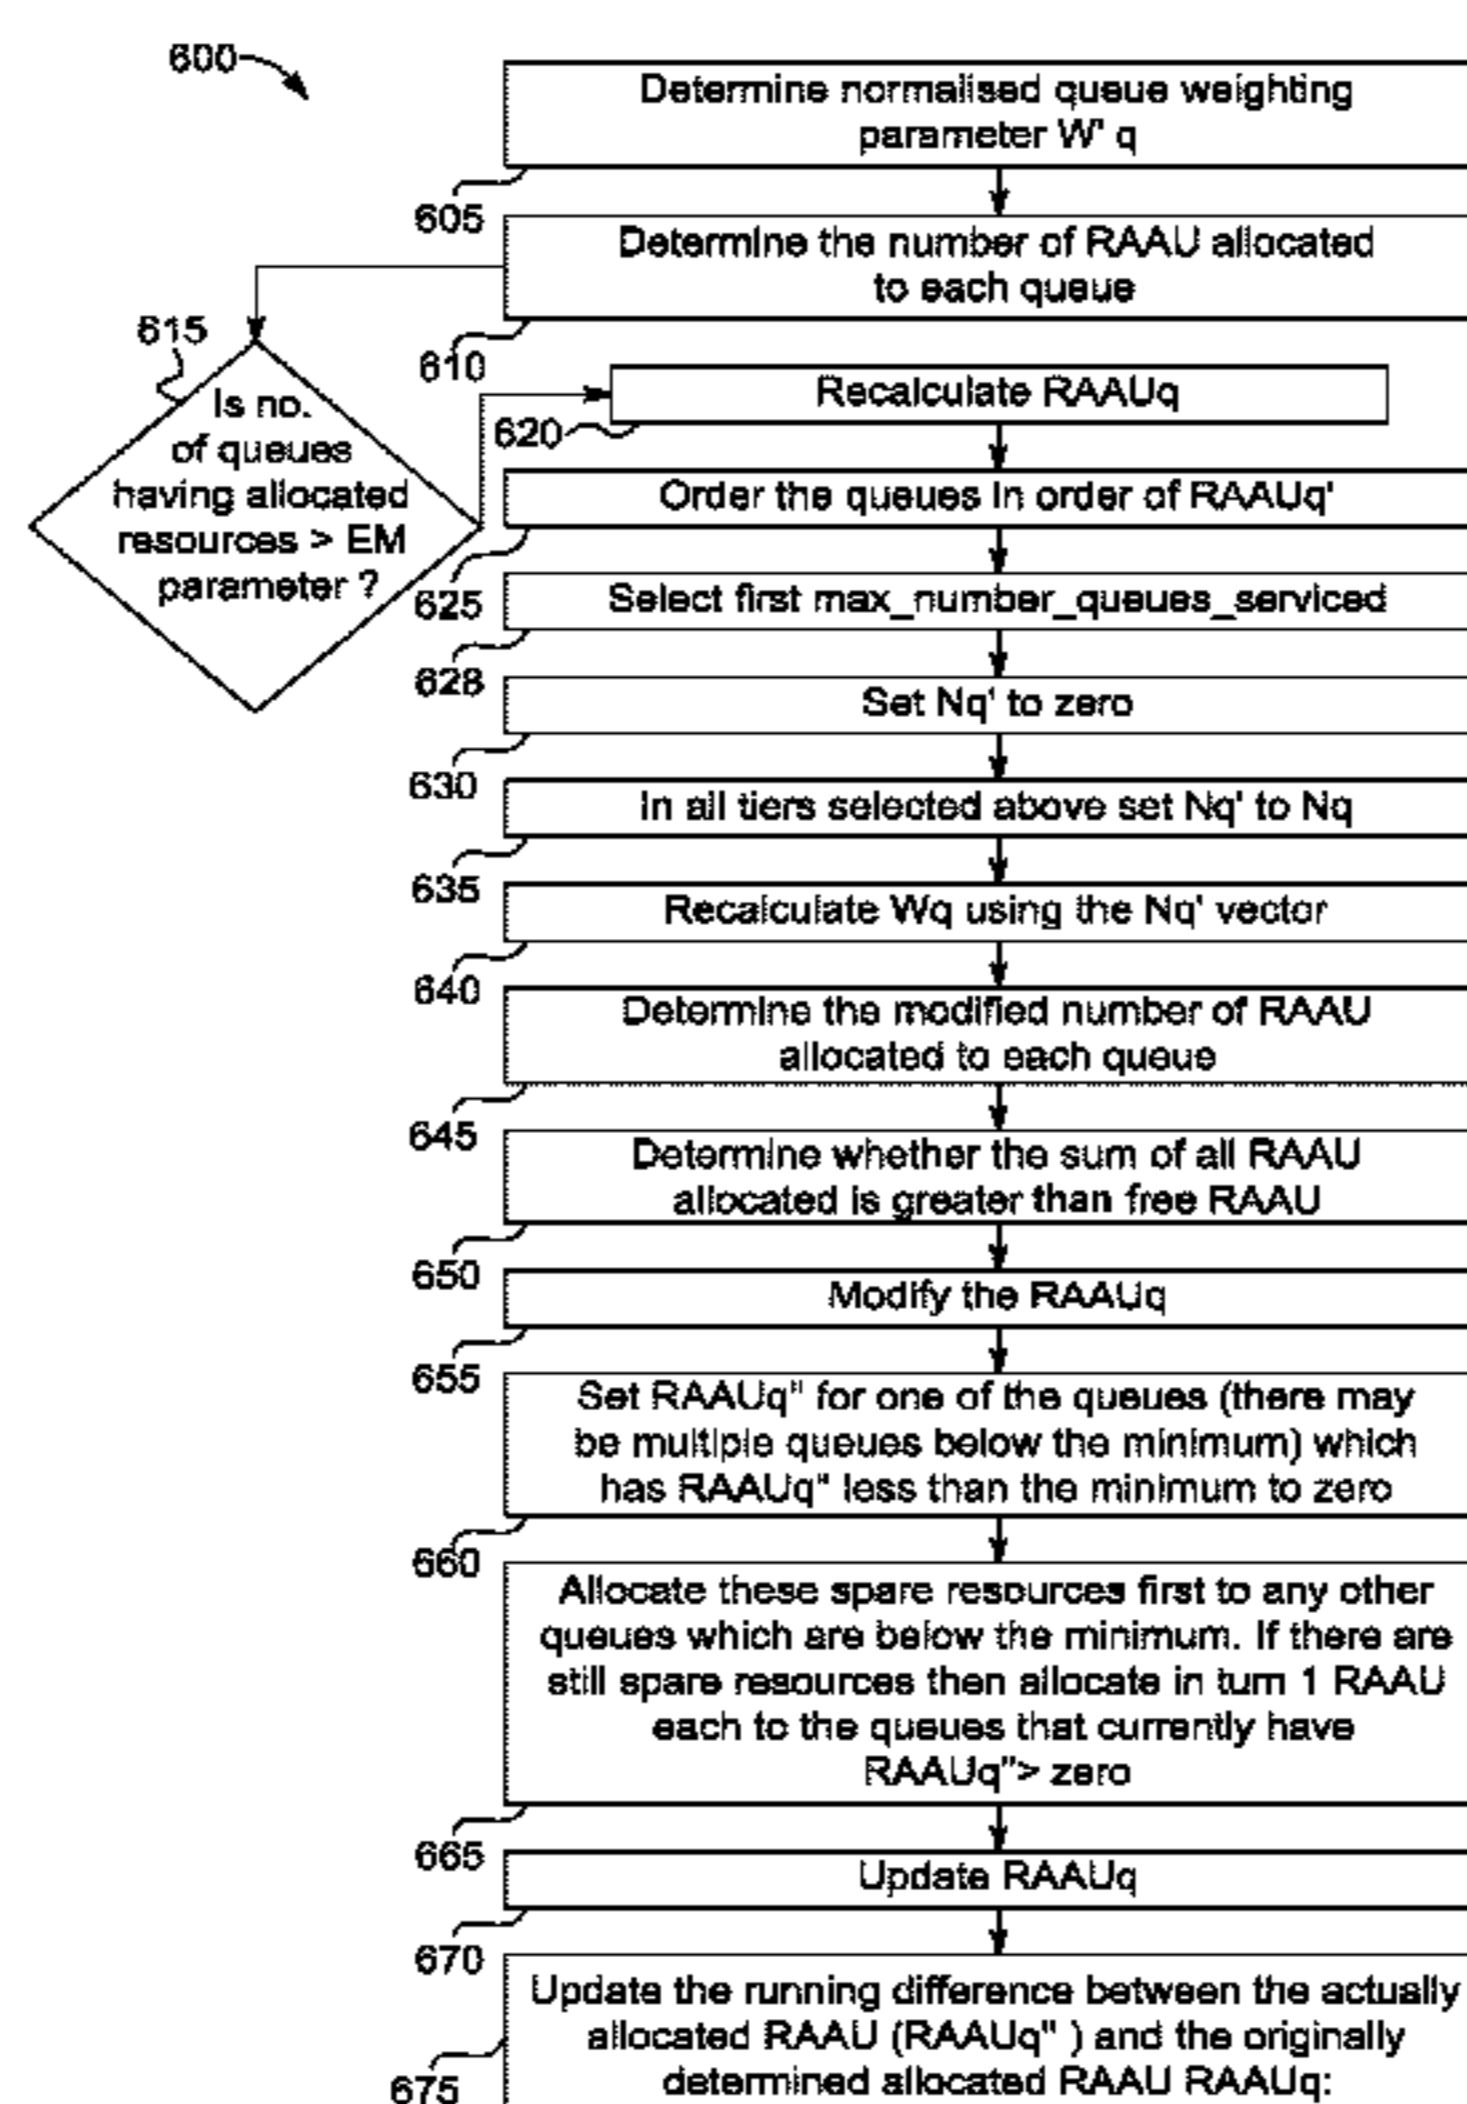 600
Determine normalised queue weighting
parameter W' q
605
Determine the number of RAAU allocated
to each queue
610
615
Is no.
of queues
having allocated
resources > EM
parameter ?
Recalculate RAAUq
620
Order the queues in order of RAAUq'
625
Select first max_number_queues_serviced
628
Set Nq' to zero
630
In all tiers selected above set Nq' to Nq
635
Recalculate Wq using the Nq' vector
640
Determine the modified number of RAAU
allocated to each queue
645
Determine whether the sum of all RAAU
allocated is greater than free RAAU
650
Modify the RAAUq
655
Set RAAUq" for one of the queues (there may
be multiple queues below the minimum) which
has RAAUq" less than the minimum to zero
660
Allocate these spare resources first to any other
queues which are below the minimum. If there are
still spare resources then allocate in turn 1 RAAU
each to the queues that currently have
RAAUq"> zero
665
Update RAAUq
670
Update the running difference between the actually
allocated RAAU (RAAUq" ) and the originally
determined allocated RAAU RAAUq:
675